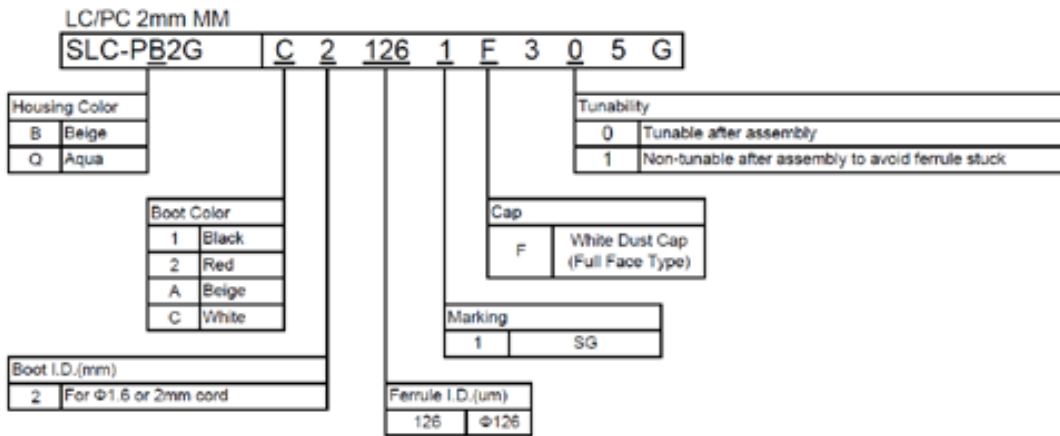 LC/PC 2mm MM
SLC-PB2G C 2 126 1 F 3 0 5 G
Housing Color
B Beige
Q Aqua
Tunability
0 Tunable after assembly
1 Non-tunable after assembly to avoid ferrule stuck
Boot Color
1 Black
2 Red
A Beige
C White
Cap
F White Dust Cap
(Full Face Type)
Marking
1 SG
Boot I.D.(mm)
2 For Φ1.6 or 2mm cord
Ferrule I.D.(um)
126 Φ126